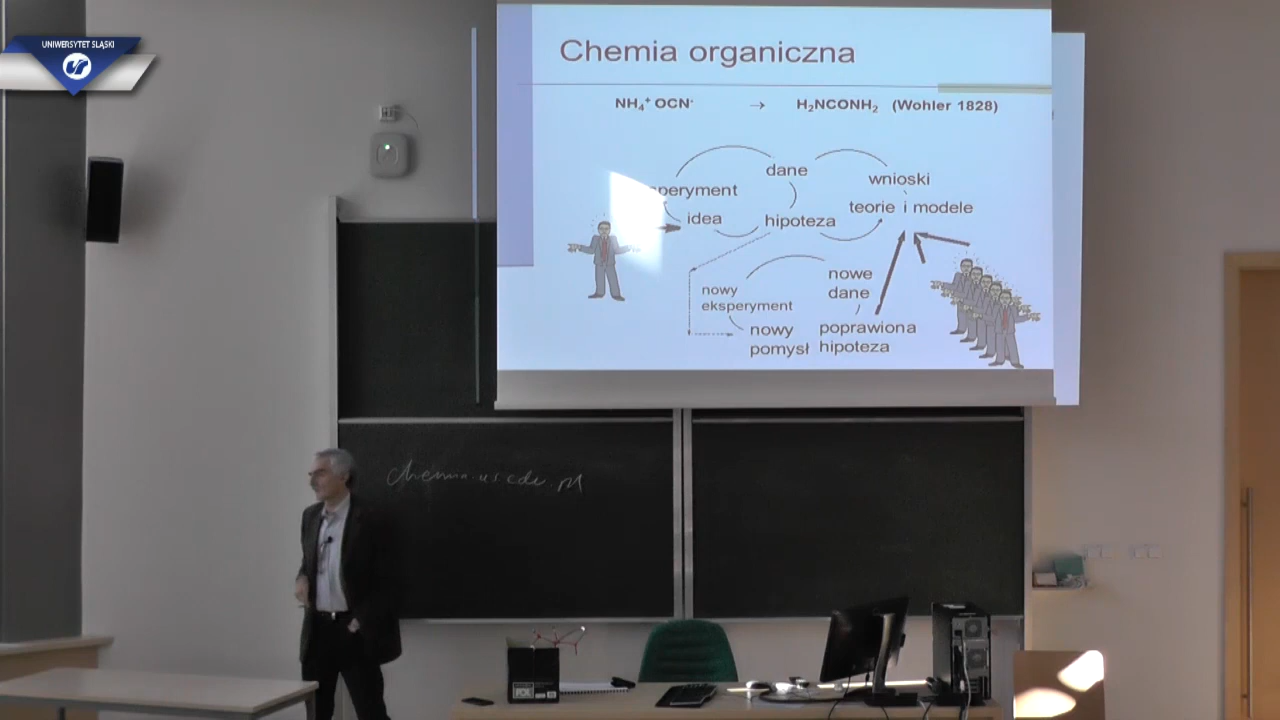 UNIWERSYTET ŚLĄSKI
Chemia organiczna
NH₄⁺ OCN⁻ → H₂NCONH₂ (Wohler 1828)
dane
wnioski
teorie i modele
idea
hipoteza
nowy
eksperyment
nowe
dane
nowy
pomysł
poprawiona
hipoteza
chemia.us.edu.pl